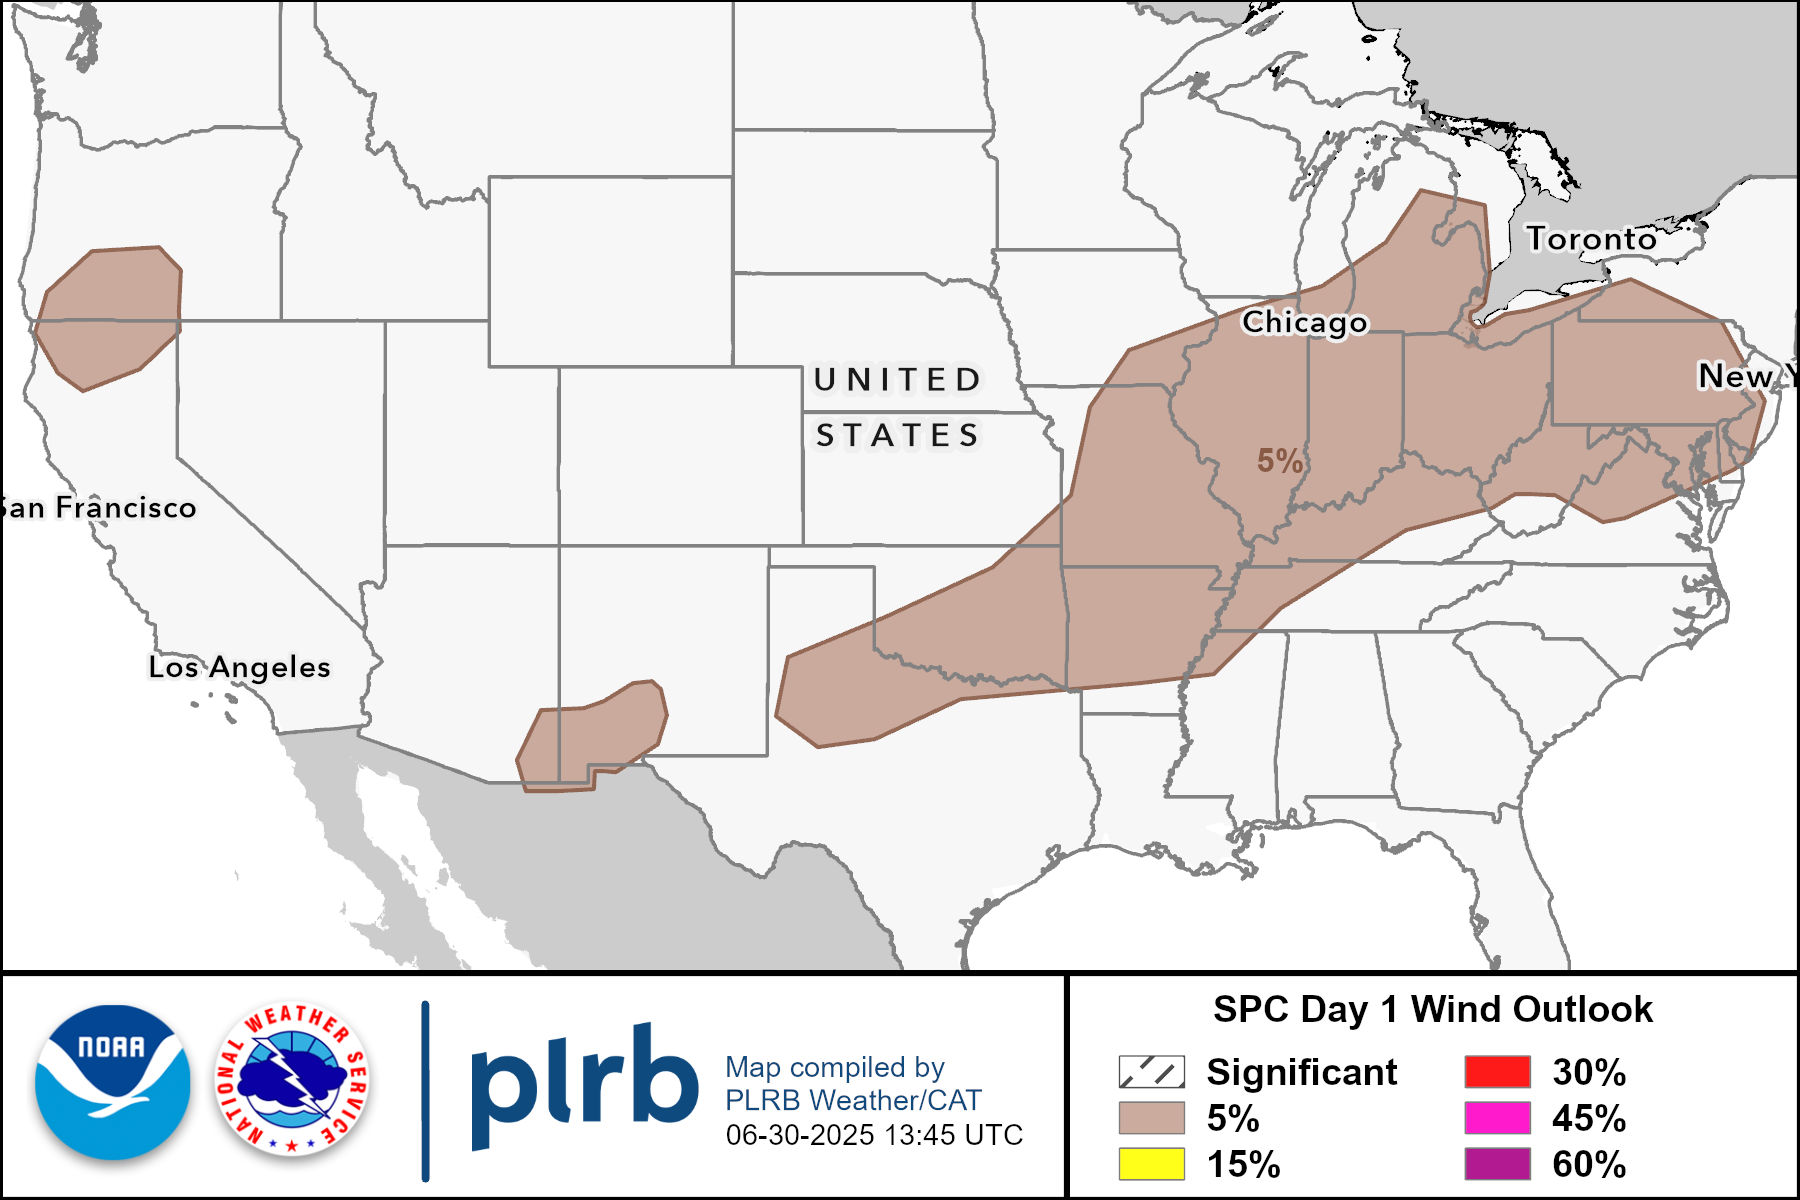 Toronto
Chicago
UNITED
STATES
New Y
5%
San Francisco
Los Angeles
NOAA
NATIONAL WEATHER SERVICE
plrb
Map compiled by
PLRB Weather/CAT
06-30-2025 13:45 UTC
SPC Day 1 Wind Outlook
Significant
5%
15%
30%
45%
60%